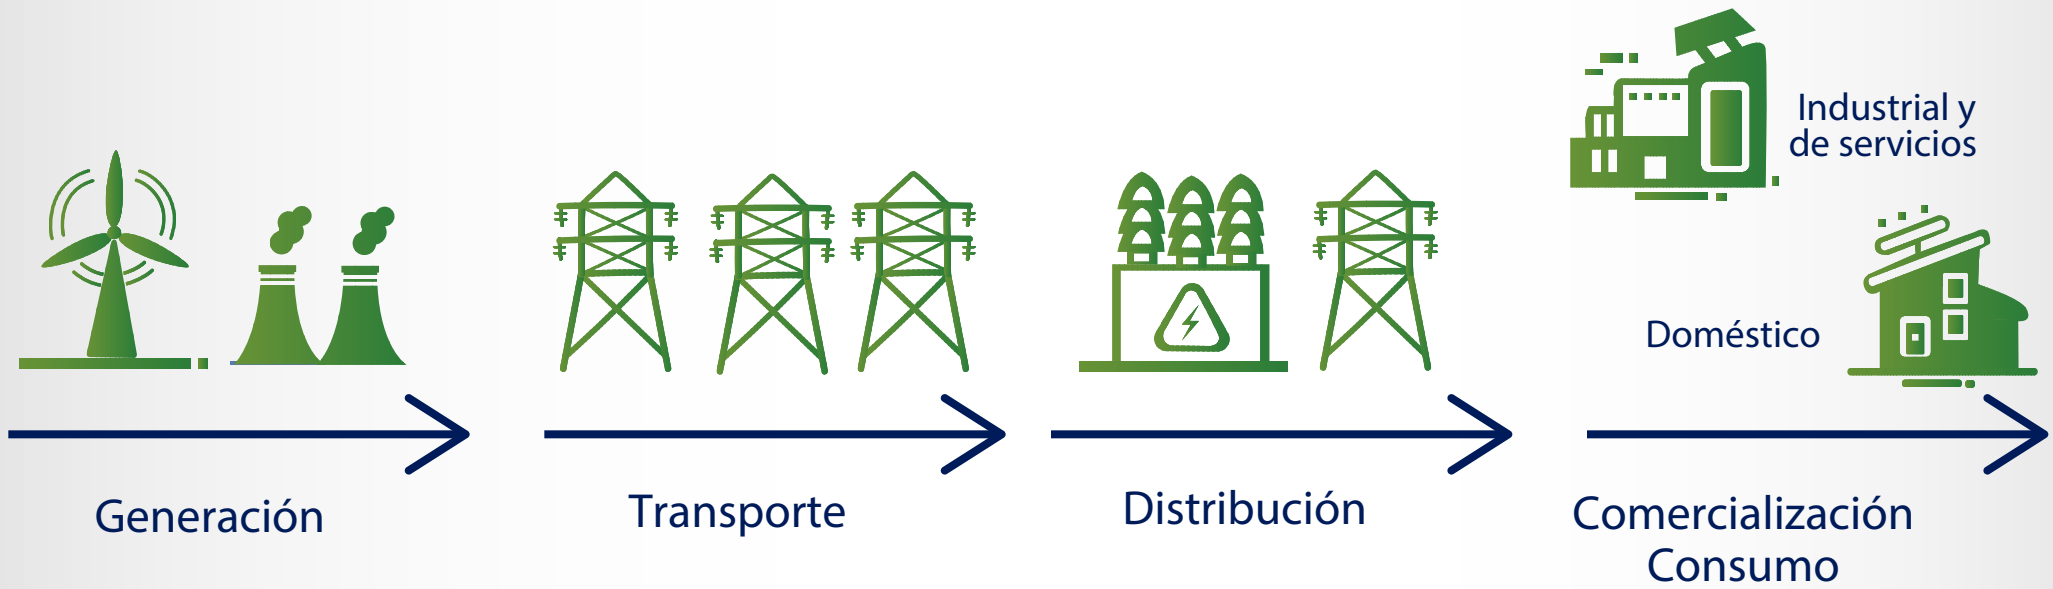 Industrial y
de servicios
Doméstico
Generación
Transporte
Distribución
Comercialización
Consumo